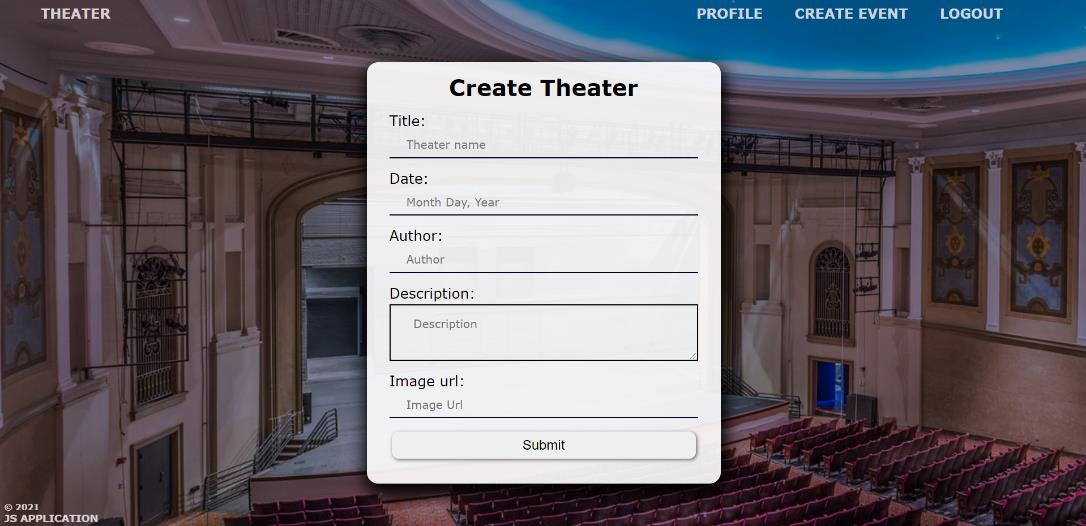 THEATER PROFILE CREATE EVENT LOGOUT
Create Theater
Title:
Theater name
Date:
Month Day, Year
Author:
Author
Description:
Description
Image url:
Image Url
Submit
© 2021
JS APPLICATION